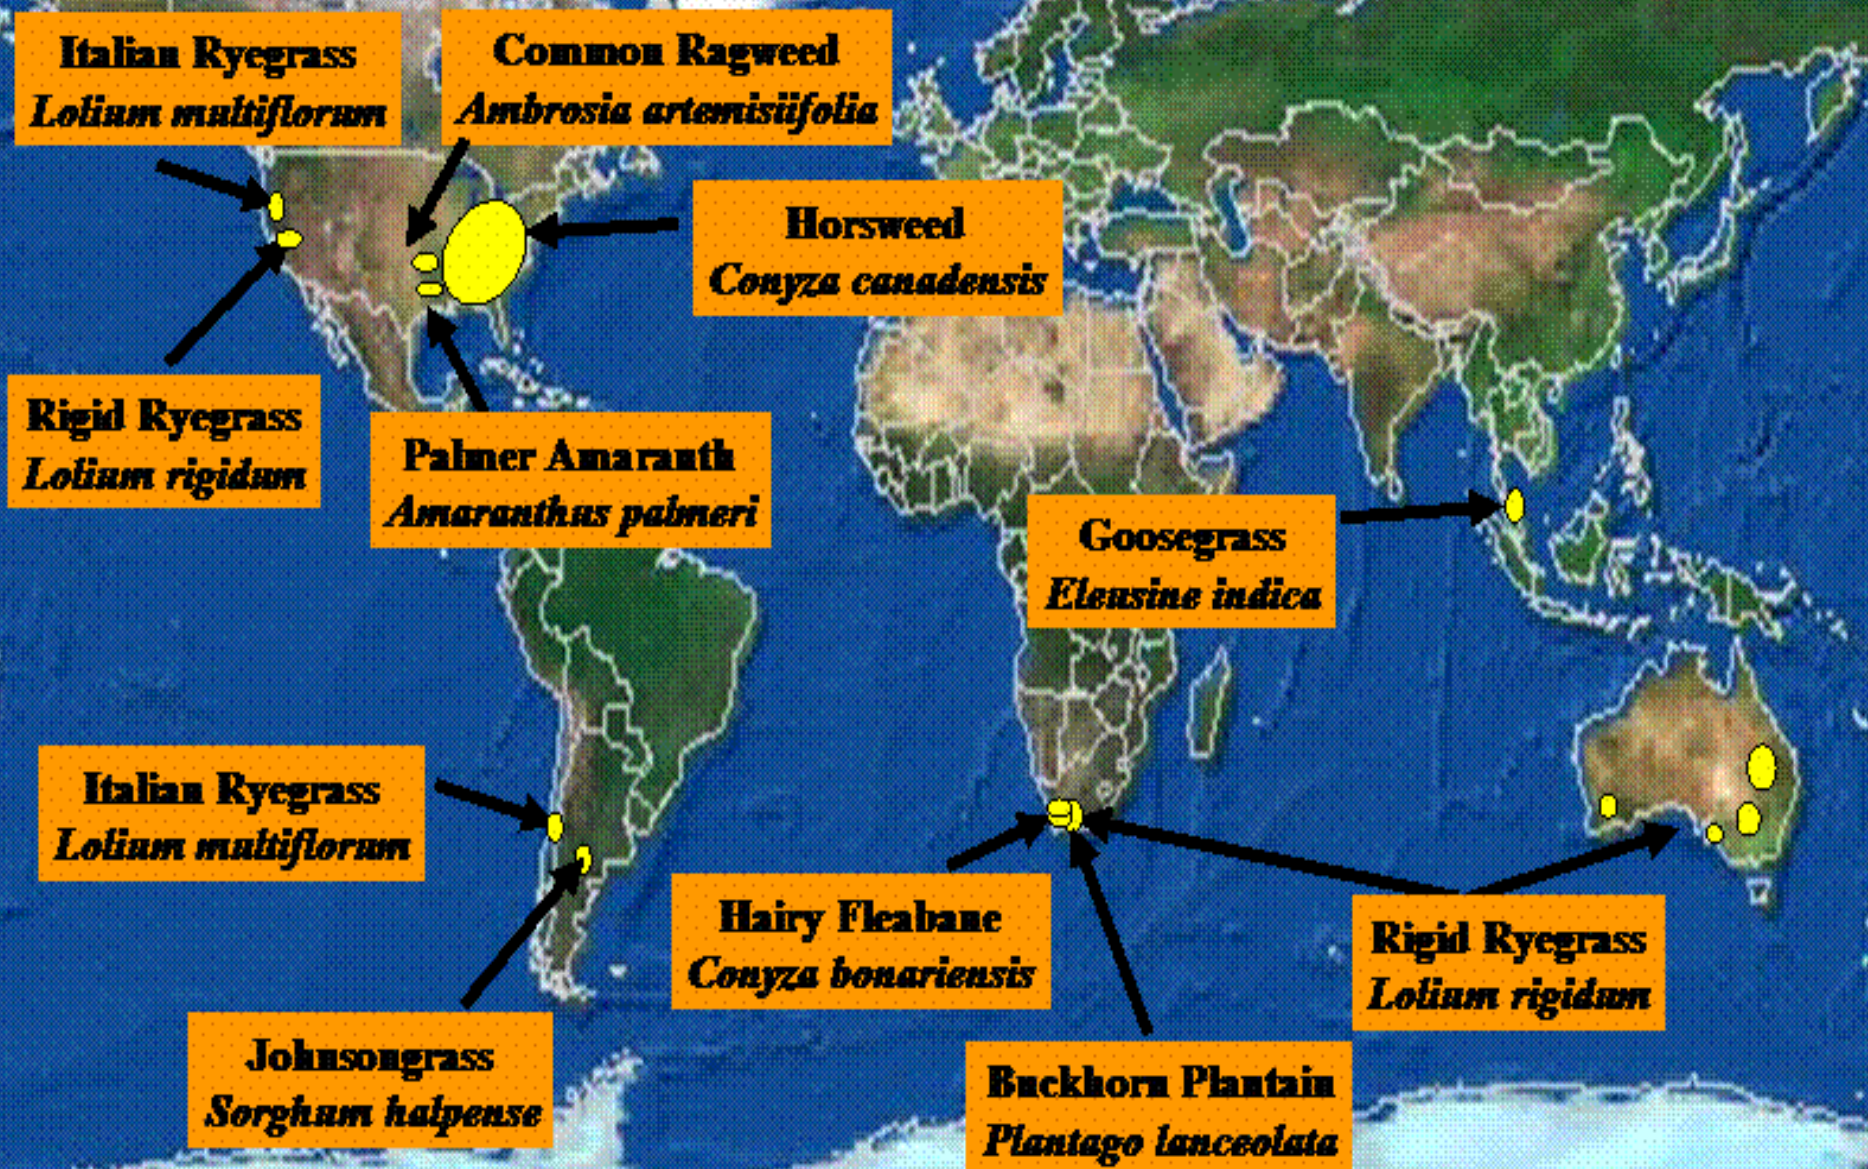 Italian Ryegrass
Lolium multiflorum
Common Ragweed
Ambrosia artemisiifolia
Horsweed
Conyza canadensis
Rigid Ryegrass
Lolium rigidum
Palmer Amaranth
Amaranthus palmeri
Goosegrass
Eleusine indica
Italian Ryegrass
Lolium multiflorum
Hairy Fleabane
Conyza bonariensis
Rigid Ryegrass
Lolium rigidum
Johnsongrass
Sorghum halpense
Buckhorn Plantain
Plantago lanceolata